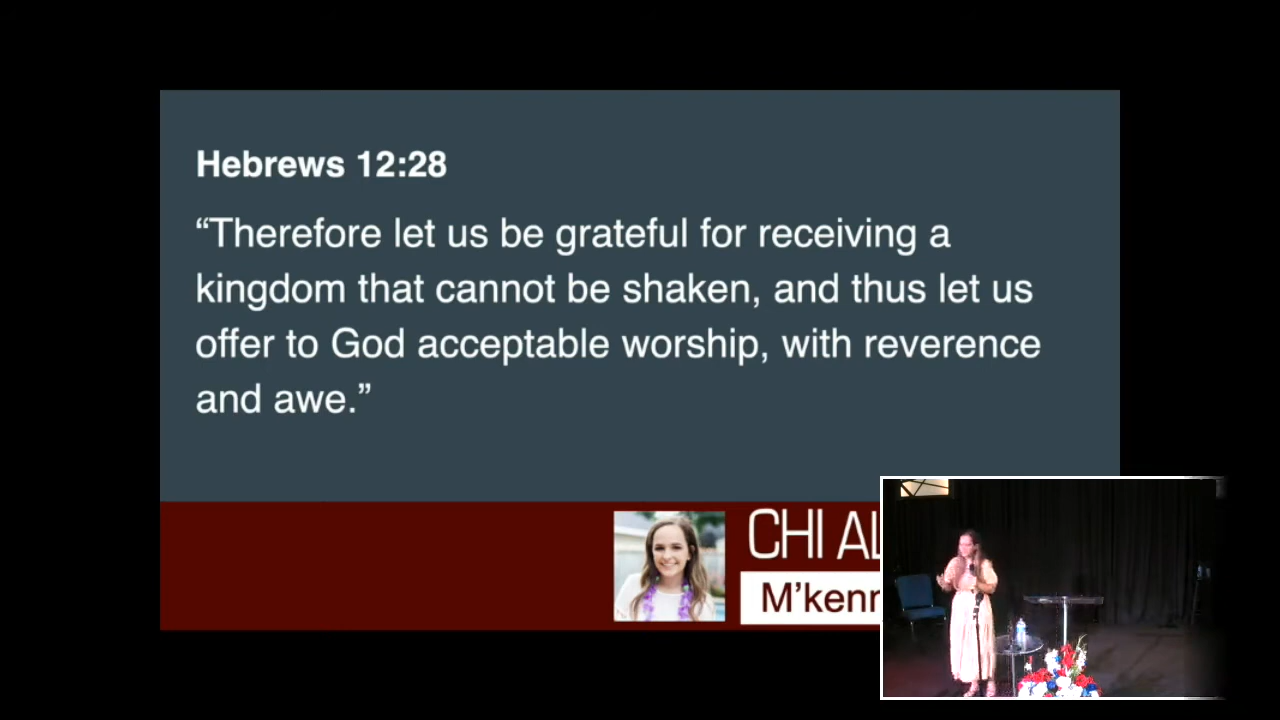 Hebrews 12:28
“Therefore let us be grateful for receiving a
kingdom that cannot be shaken, and thus let us
offer to God acceptable worship, with reverence
and awe.”
CHI